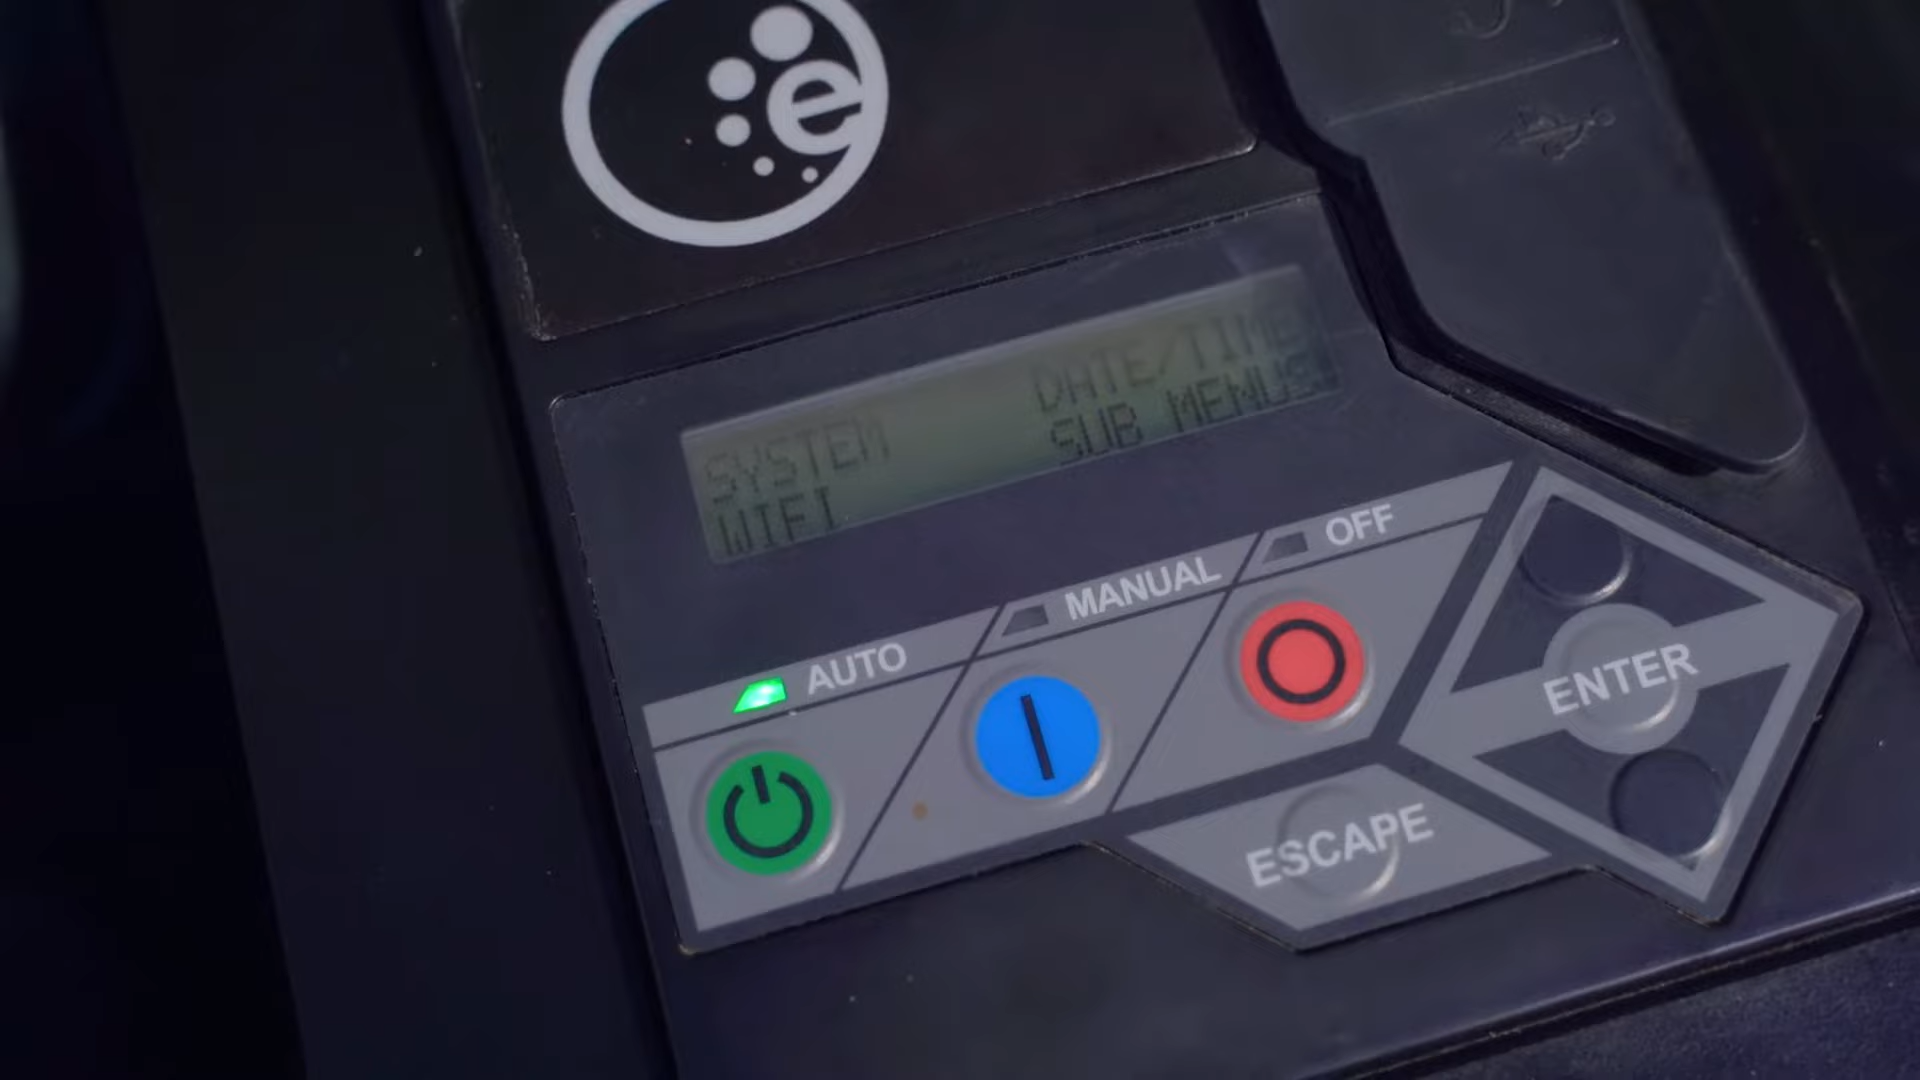 e
SYSTEM DATE/TIME
WIFI SUB MENUS
AUTO
MANUAL
OFF
ENTER
ESCAPE